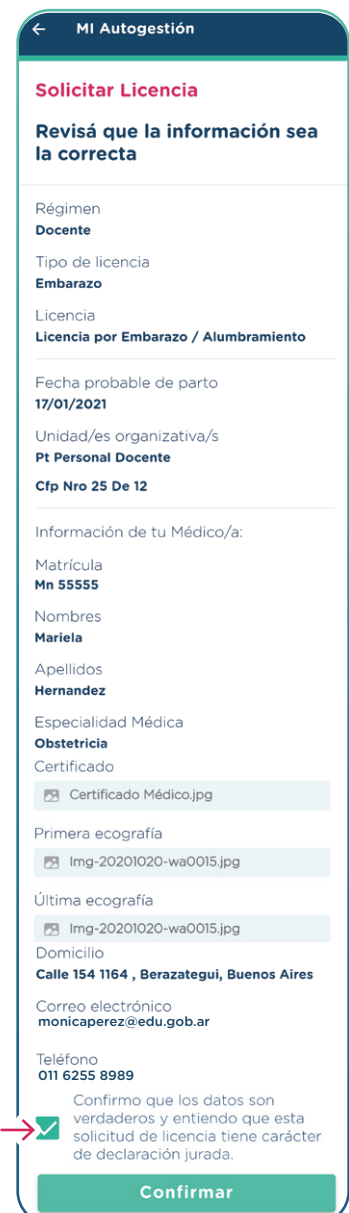 MI Autogestión
Solicitar Licencia
Revisá que la información sea
la correcta
Régimen
Docente
Tipo de licencia
Embarazo
Licencia
Licencia por Embarazo / Alumbramiento
Fecha probable de parto
17/01/2021
Unidad/es organizativa/s
Pt Personal Docente
Cfp Nro 25 De 12
Información de tu Médico/a:
Matrícula
Mn 55555
Nombres
Mariela
Apellidos
Hernandez
Especialidad Médica
Obstetricia
Certificado
Certificado Médico.jpg
Primera ecografía
Img-20201020-wa0015.jpg
Última ecografía
Img-20201020-wa0015.jpg
Domicilio
Calle 154 1164 , Berazategui, Buenos Aires
Correo electrónico
monicaperez@edu.gob.ar
Teléfono
011 6255 8989
Confirmo que los datos son
verdaderos y entiendo que esta
solicitud de licencia tiene carácter
de declaración jurada.
Confirmar